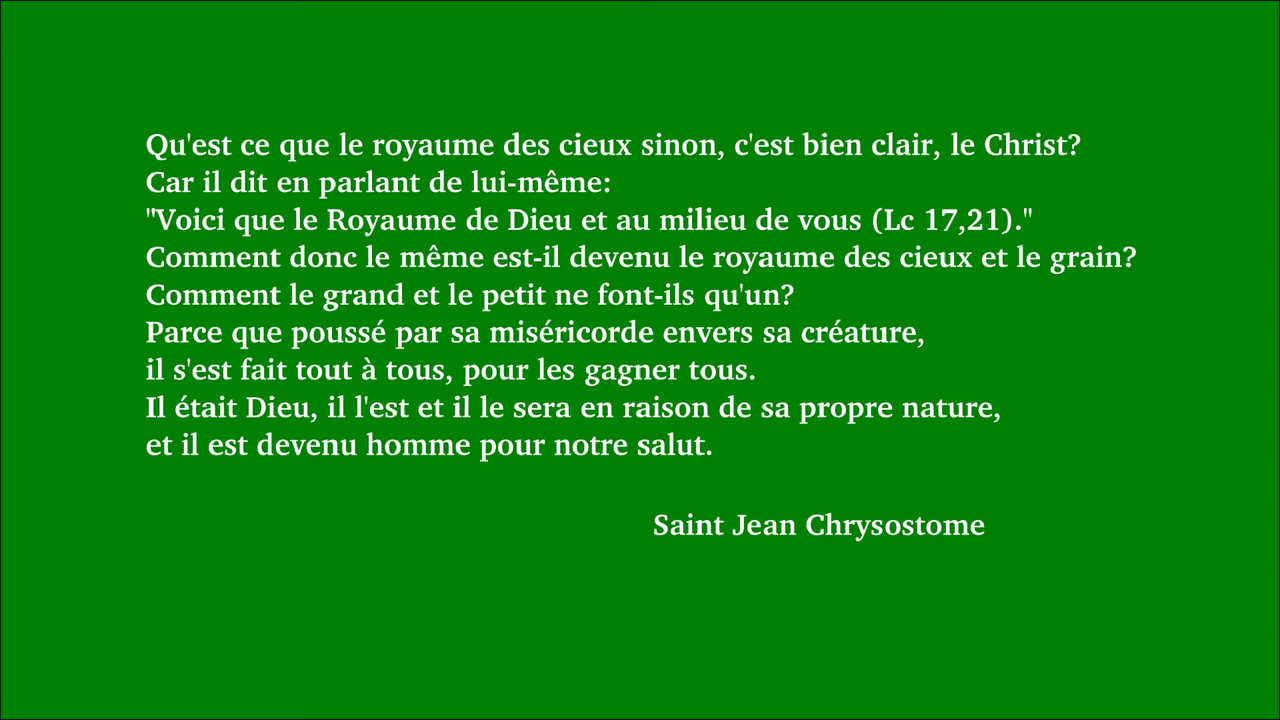 Qu'est ce que le royaume des cieux sinon, c'est bien clair, le Christ?
Car il dit en parlant de lui-même:
"Voici que le Royaume de Dieu et au milieu de vous (Lc 17,21)."
Comment donc le même est-il devenu le royaume des cieux et le grain?
Comment le grand et le petit ne font-ils qu'un?
Parce que poussé par sa miséricorde envers sa créature,
il s'est fait tout à tous, pour les gagner tous.
Il était Dieu, il l'est et il le sera en raison de sa propre nature,
et il est devenu homme pour notre salut.
Saint Jean Chrysostome